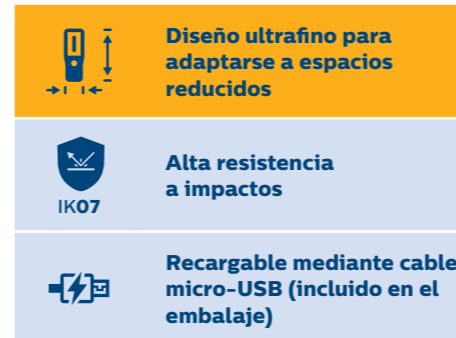 Diseño ultrafino para
adaptarse a espacios
reducidos
Alta resistencia
a impactos
IK07
Recargable mediante cable
micro-USB (incluido en el
embalaje)